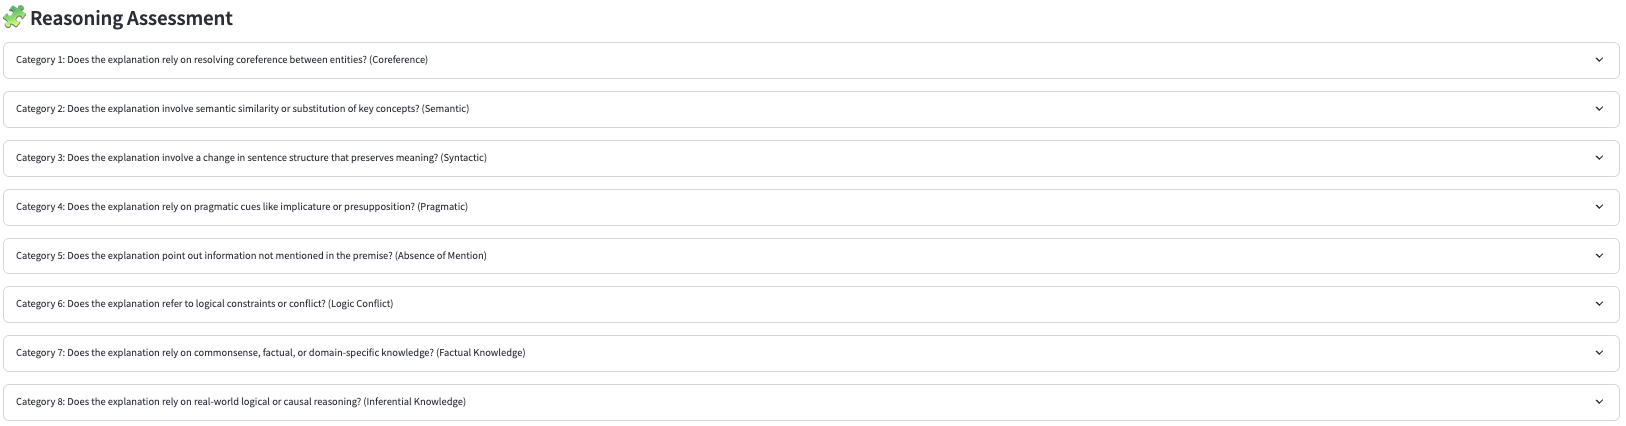 Reasoning Assessment
Category 1: Does the explanation rely on resolving coreference between entities? (Coreference)
Category 2: Does the explanation involve semantic similarity or substitution of key concepts? (Semantic)
Category 3: Does the explanation involve a change in sentence structure that preserves meaning? (Syntactic)
Category 4: Does the explanation rely on pragmatic cues like implicature or presupposition? (Pragmatic)
Category 5: Does the explanation point out information not mentioned in the premise? (Absence of Mention)
Category 6: Does the explanation refer to logical constraints or conflict? (Logic Conflict)
Category 7: Does the explanation rely on commonsense, factual, or domain-specific knowledge? (Factual Knowledge)
Category 8: Does the explanation rely on real-world logical or causal reasoning? (Inferential Knowledge)